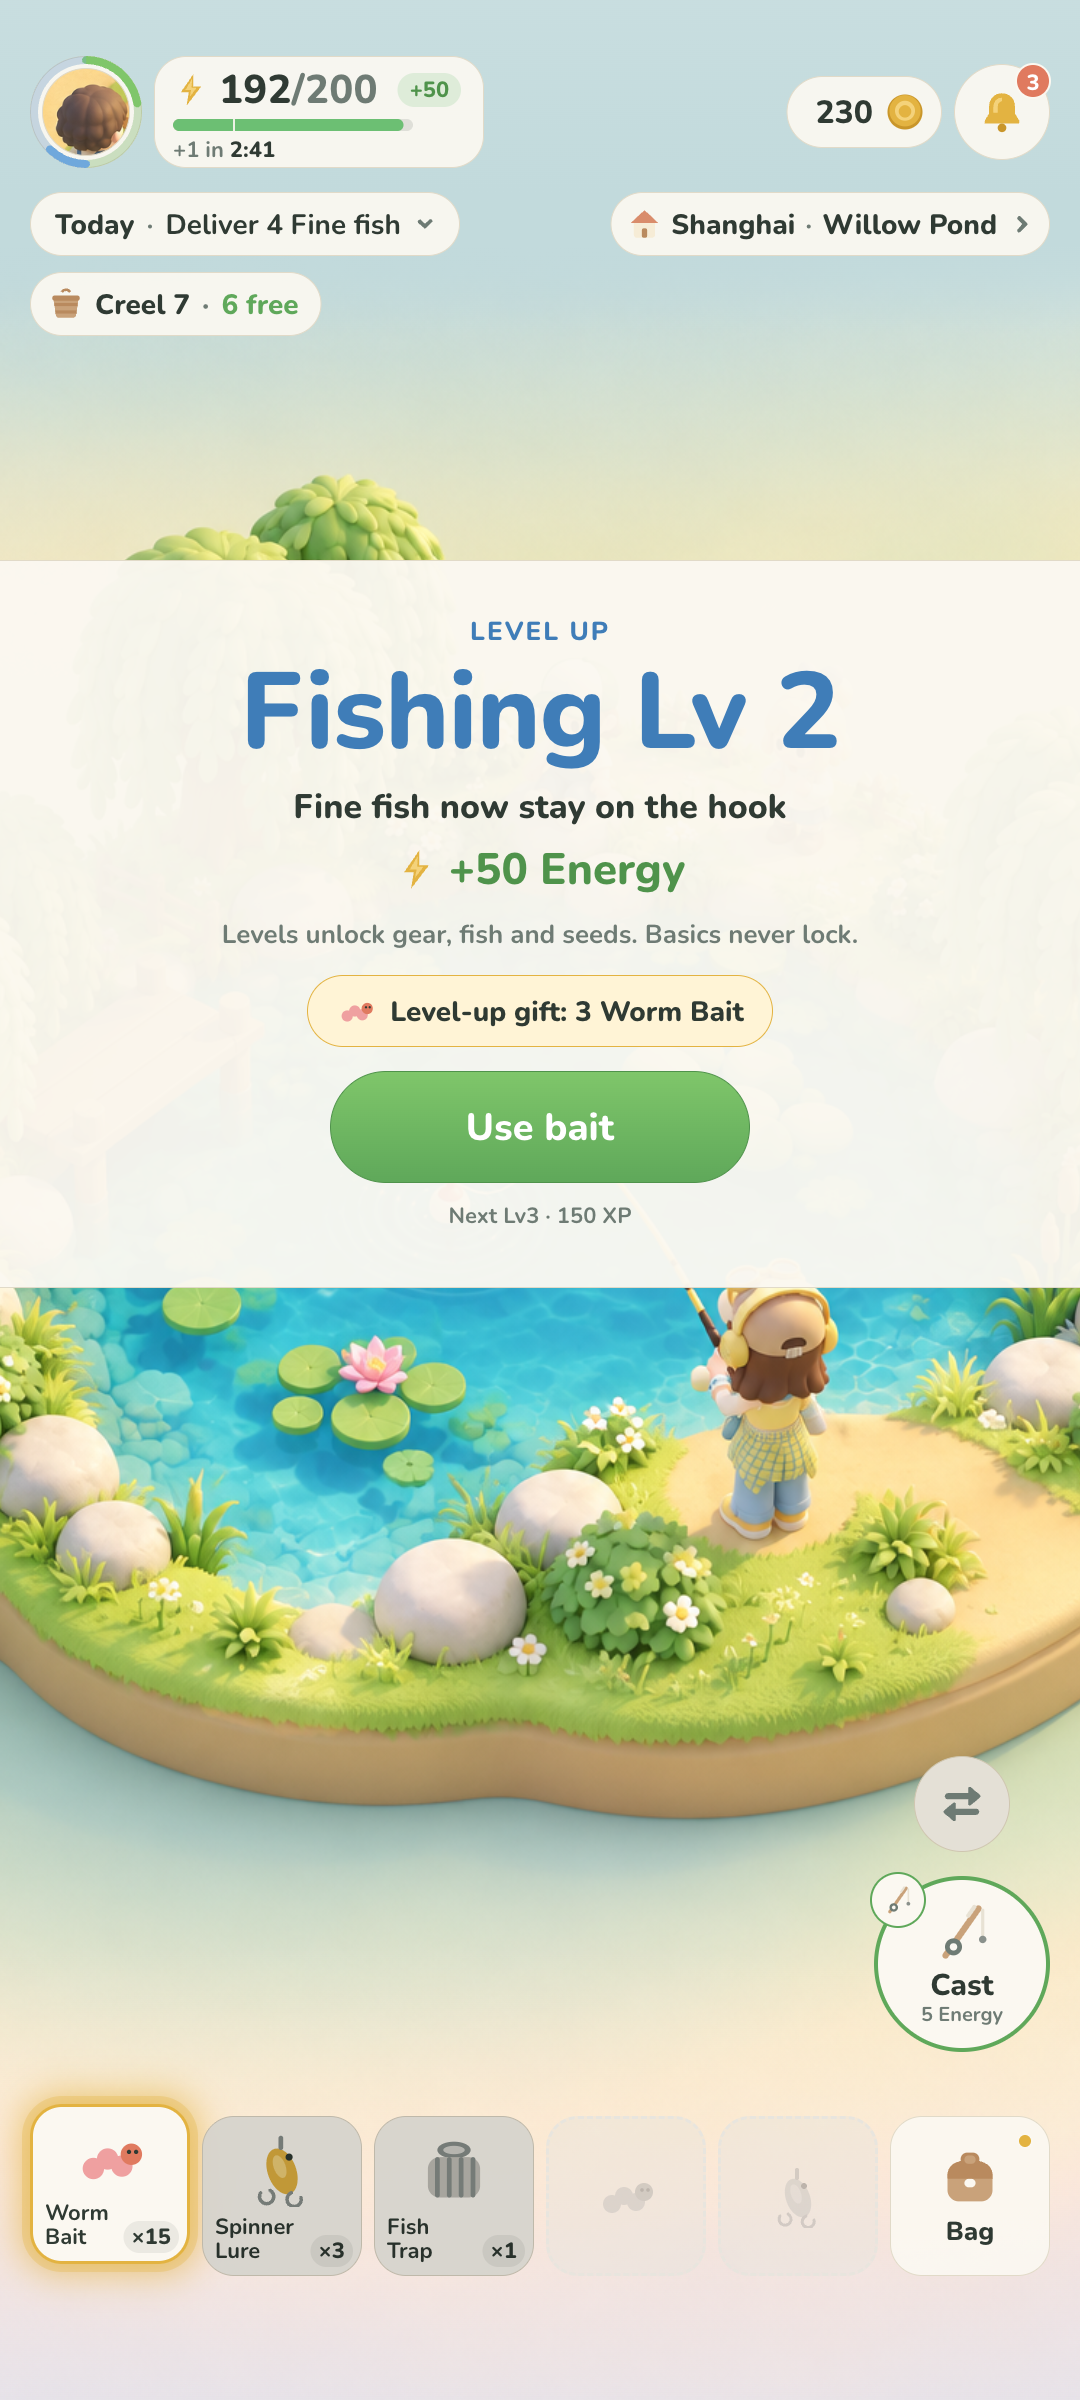 192/200 +50
+1 in 2:41
230
3
Today · Deliver 4 Fine fish
Shanghai · Willow Pond
Creel 7 · 6 free
LEVEL UP
Fishing Lv 2
Fine fish now stay on the hook
+50 Energy
Levels unlock gear, fish and seeds. Basics never lock.
Level-up gift: 3 Worm Bait
Use bait
Next Lv3 · 150 XP
Cast
5 Energy
Worm
Bait ×15
Spinner
Lure ×3
Fish
Trap ×1
Bag